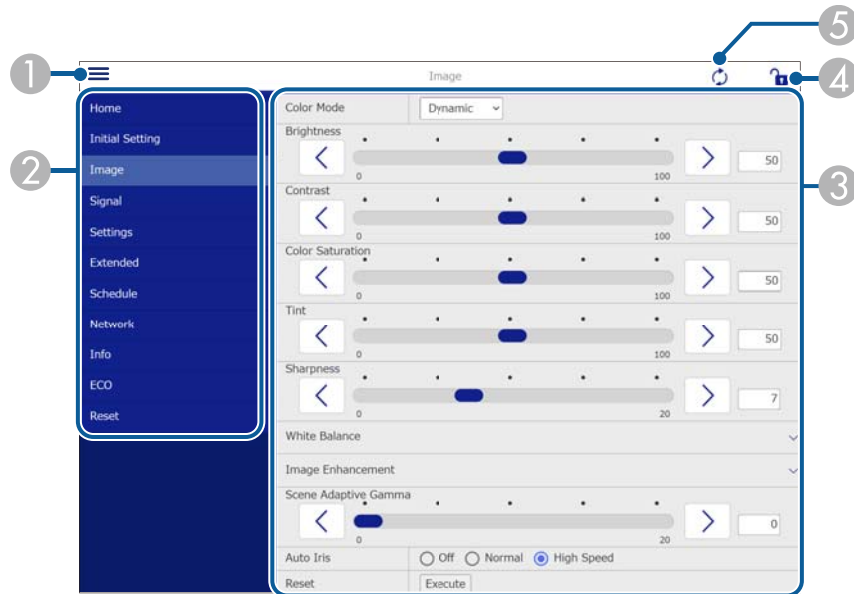 5
1
Image
4
Home
Initial Setting
2
Image
Signal
Settings
Extended
Schedule
Network
Info
ECO
Reset
Color Mode
Dynamic
Brightness
0
100
50
3
Contrast
0
100
50
Color Saturation
0
100
50
Tint
0
100
50
Sharpness
0
20
7
White Balance
Image Enhancement
Scene Adaptive Gamma
0
20
0
Auto Iris
Off Normal High Speed
Reset
Execute